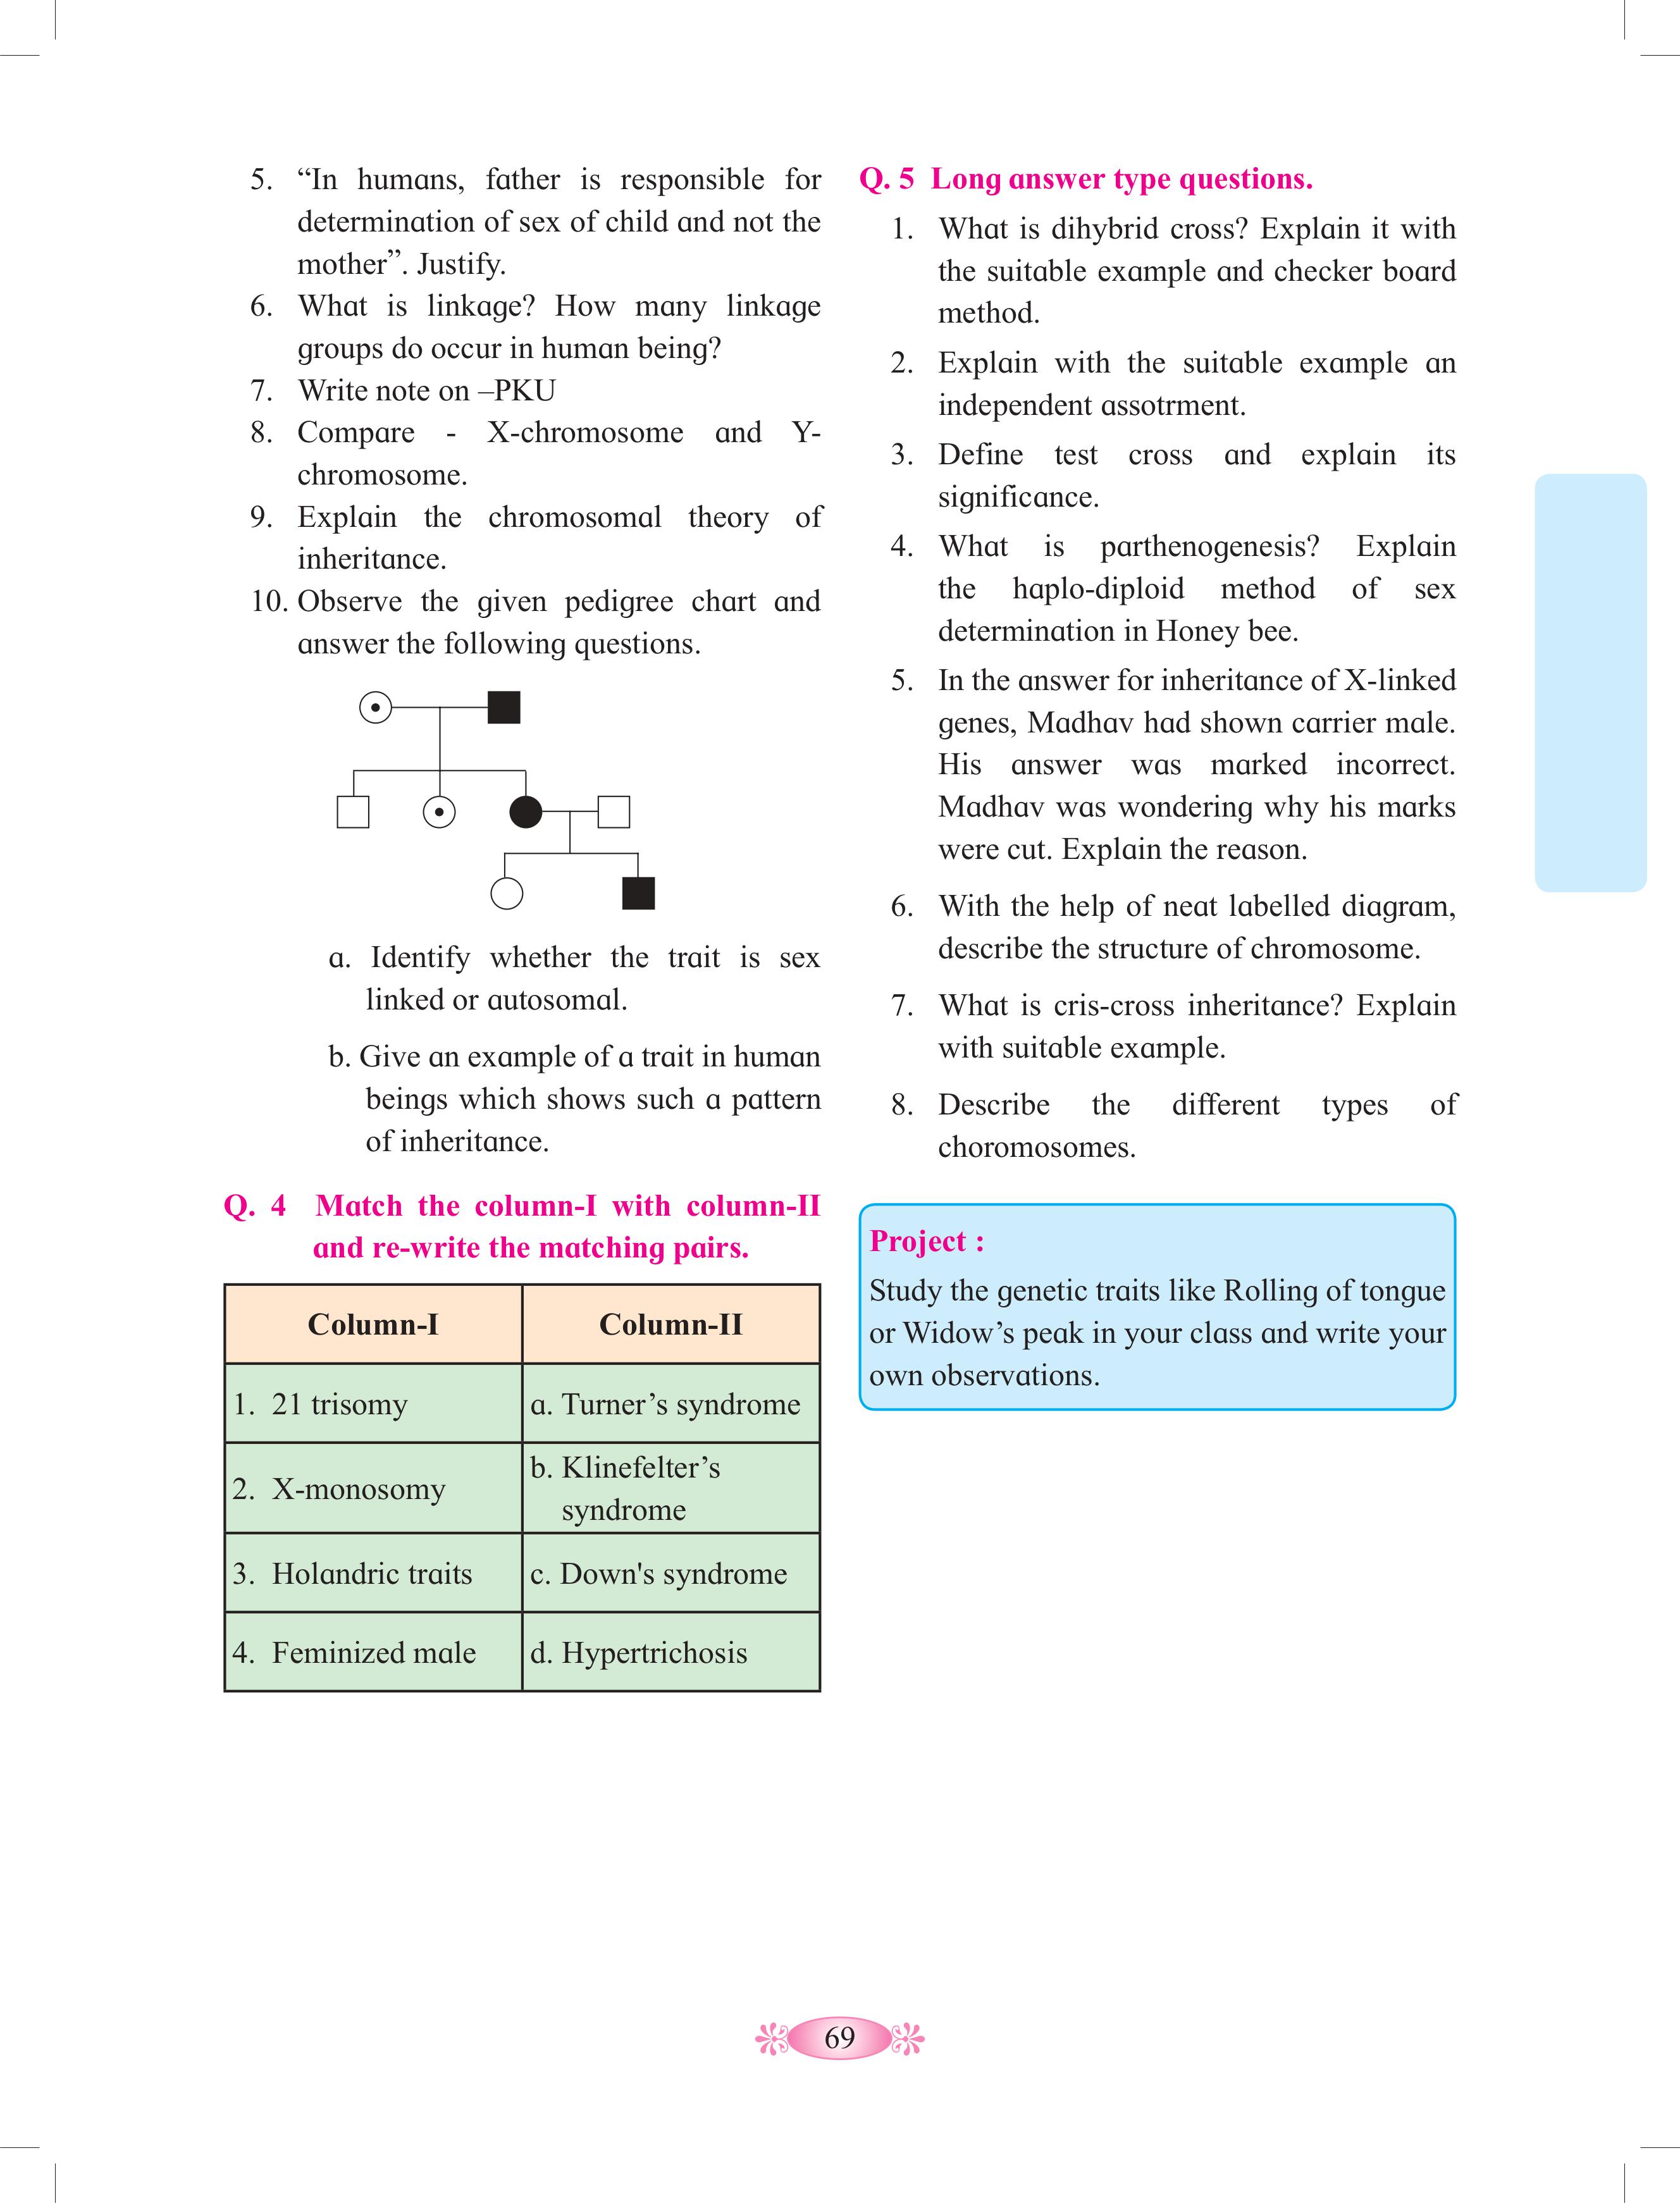 5. “In humans, father is responsible for
determination of sex of child and not the
mother”. Justify.
6. What is linkage? How many linkage
groups do occur in human being?
7. Write note on –PKU
8. Compare - X-chromosome and Y-
chromosome.
9. Explain the chromosomal theory of
inheritance.
10. Observe the given pedigree chart and
answer the following questions.
a. Identify whether the trait is sex
linked or autosomal.
b. Give an example of a trait in human
beings which shows such a pattern
of inheritance.
Q. 4 Match the column-I with column-II
and re-write the matching pairs.
Column-I Column-II
1. 21 trisomy a. Turner’s syndrome
2. X-monosomy b. Klinefelter’s
syndrome
3. Holandric traits c. Down's syndrome
4. Feminized male d. Hypertrichosis
Q. 5 Long answer type questions.
1. What is dihybrid cross? Explain it with
the suitable example and checker board
method.
2. Explain with the suitable example an
independent assotrment.
3. Define test cross and explain its
significance.
4. What is parthenogenesis? Explain
the haplo-diploid method of sex
determination in Honey bee.
5. In the answer for inheritance of X-linked
genes, Madhav had shown carrier male.
His answer was marked incorrect.
Madhav was wondering why his marks
were cut. Explain the reason.
6. With the help of neat labelled diagram,
describe the structure of chromosome.
7. What is cris-cross inheritance? Explain
with suitable example.
8. Describe the different types of
choromosomes.
Project :
Study the genetic traits like Rolling of tongue
or Widow’s peak in your class and write your
own observations.
69